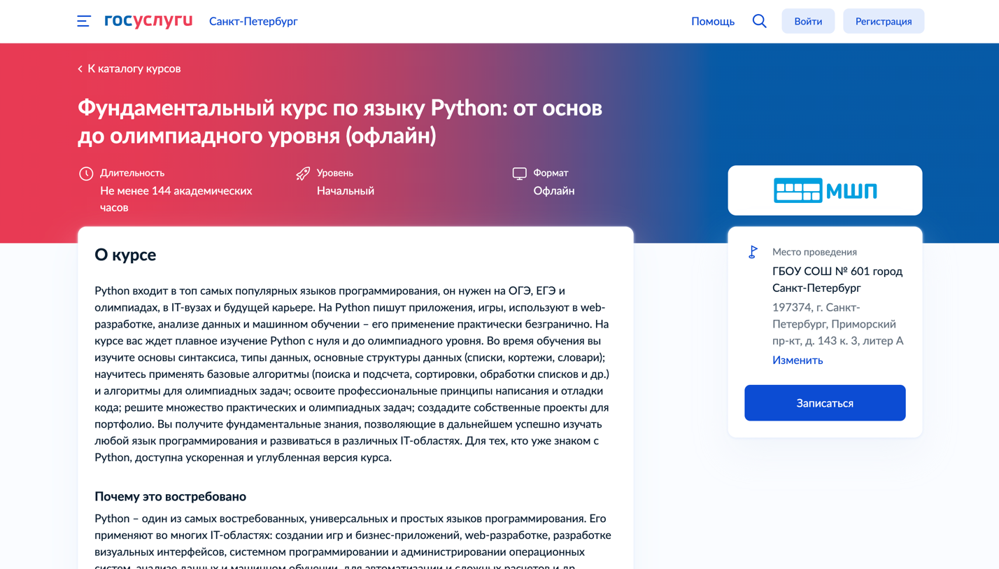 госуслуги
Санкт-Петербург
Помощь
Войти
Регистрация
К каталогу курсов
Фундаментальный курс по языку Python: от основ
до олимпиадного уровня (офлайн)
Длительность
Не менее 144 академических
часов
Уровень
Начальный
Формат
Офлайн
МШП
О курсе
Python входит в топ самых популярных языков программирования, он нужен на ОГЭ, ЕГЭ и
олимпиадах, в IT-вузах и будущей карьере. На Python пишут приложения, игры, используют в web-
разработке, анализе данных и машинном обучении – его применение практически безгранично. На
курсе вас ждет плавное изучение Python с нуля и до олимпиадного уровня. Во время обучения вы
изучите основы синтаксиса, типы данных, основные структуры данных (списки, кортежи, словари);
научитесь применять базовые алгоритмы (поиска и подсчета, сортировки, обработки списков и др.)
и алгоритмы для олимпиадных задач; освоите профессиональные принципы написания и отладки
кода; решите множество практических и олимпиадных задач; создадите собственные проекты для
портфолио. Вы получите фундаментальные знания, позволяющие в дальнейшем успешно изучать
любой язык программирования и развиваться в различных IT-областях. Для тех, кто уже знаком с
Python, доступна ускоренная и углубленная версия курса.
Почему это востребовано
Python – один из самых востребованных, универсальных и простых языков программирования. Его
применяют во многих IT-областях: создании игр и бизнес-приложений, web-разработке, разработке
визуальных интерфейсов, системном программировании и администрировании операционных
систем, анализе данных и машинном обучении, для автоматизации и сложных расчетов и др.
Место проведения
ГБОУ СОШ № 601 город
Санкт-Петербург
197374, г. Санкт-
Петербург, Приморский
пр-кт, д. 143 к. 3, литер А
Изменить
Записаться